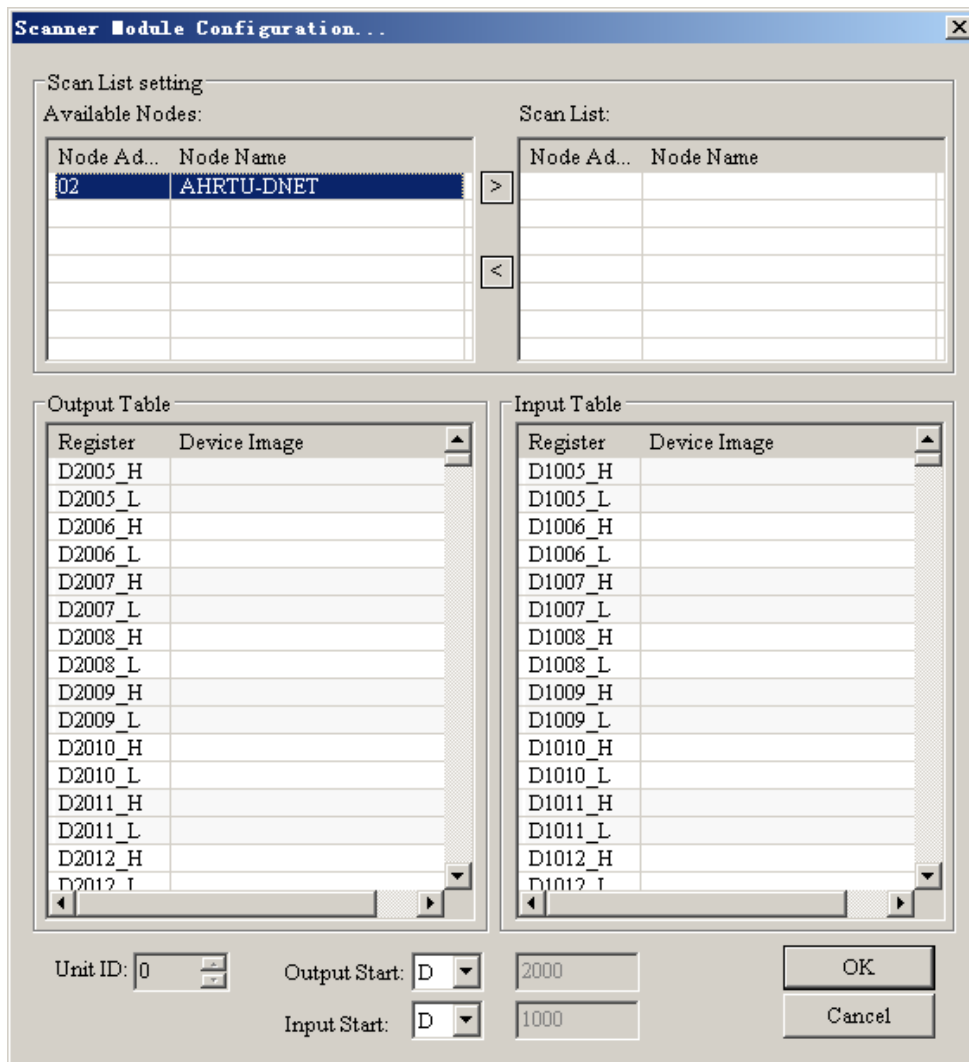 Scanner Module Configuration...
Scan List setting
Available Nodes:
Scan List:
Node Ad... Node Name
02 AHRTU-DNET
>
<
Node Ad... Node Name
Output Table
Register Device Image
D2005_H
D2005_L
D2006_H
D2006_L
D2007_H
D2007_L
D2008_H
D2008_L
D2009_H
D2009_L
D2010_H
D2010_L
D2011_H
D2011_L
D2012_H
D2012_L
Input Table
Register Device Image
D1005_H
D1005_L
D1006_H
D1006_L
D1007_H
D1007_L
D1008_H
D1008_L
D1009_H
D1009_L
D1010_H
D1010_L
D1011_H
D1011_L
D1012_H
D1012_L
Unit ID: 0
Output Start: D 2000
Input Start: D 1000
OK
Cancel